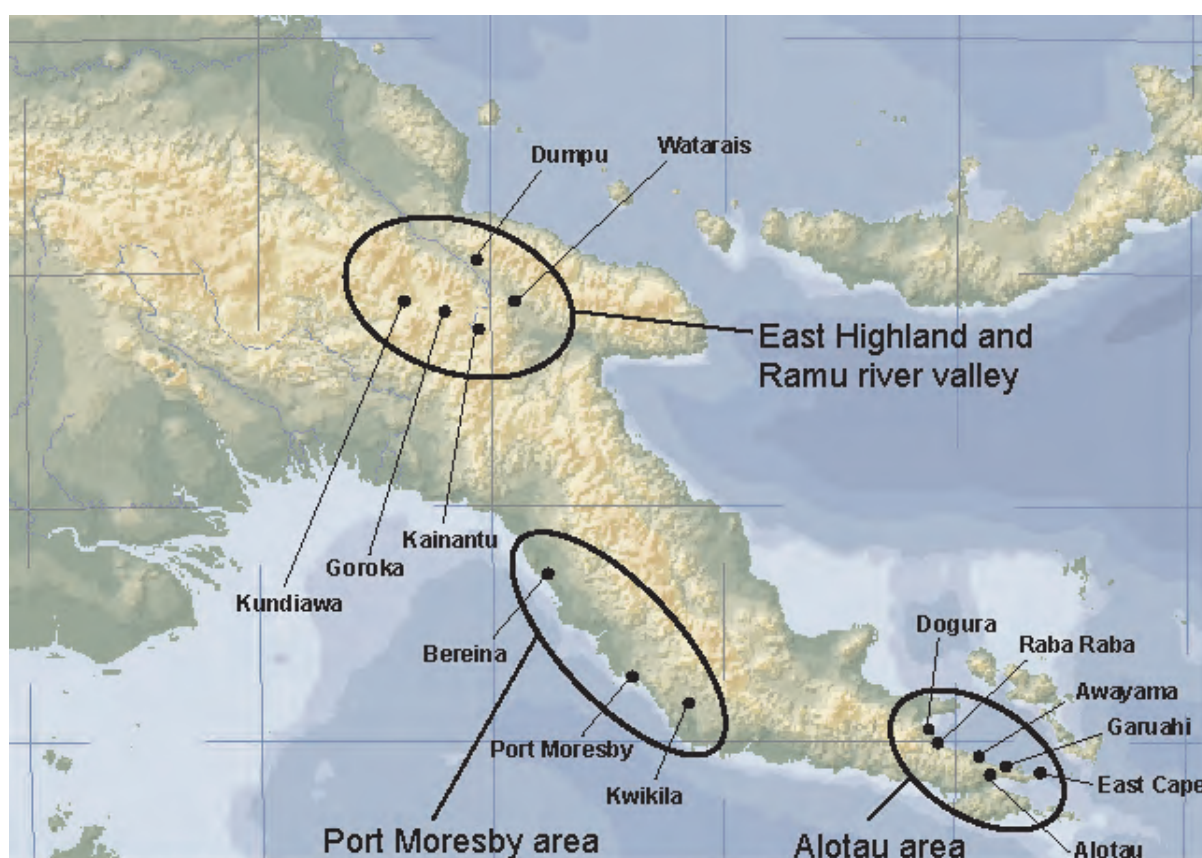 Dumpu
Watarais
East Highland and
Ramu river valley
Kainantu
Goroka
Kundiawa
Bereina
Port Moresby
Kwikila
Port Moresby area
Dogura
Raba Raba
Awayama
Garuahi
East Cape
Alotau
Alotau area